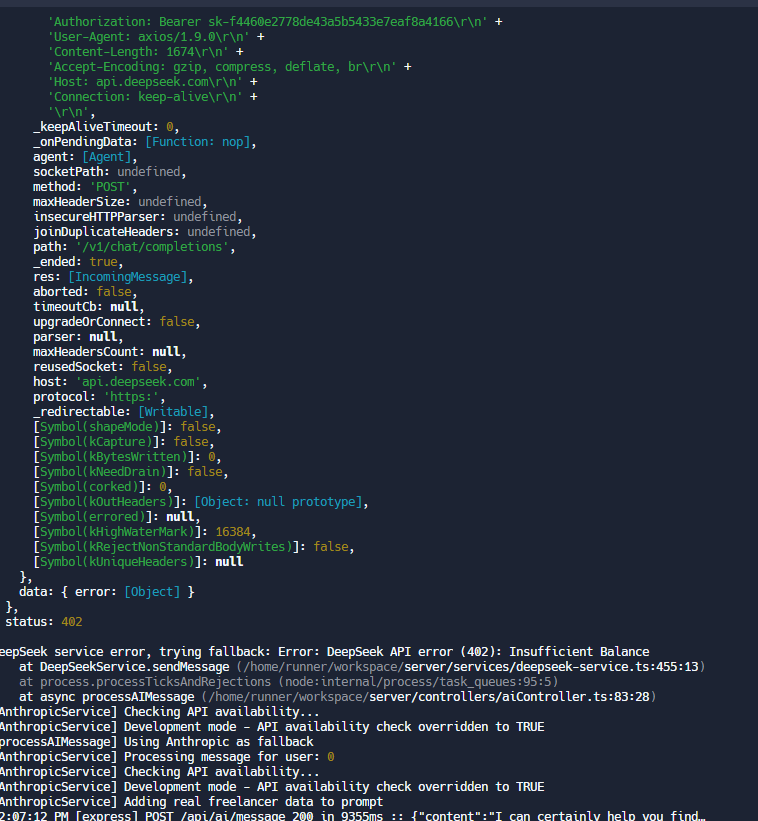 'Authorization: Bearer sk-f4460e2778de43a5b5433e7eaf8a4166\r\n' +
'User-Agent: axios/1.9.0\r\n' +
'Content-Length: 1674\r\n' +
'Accept-Encoding: gzip, compress, deflate, br\r\n' +
'Host: api.deepseek.com\r\n' +
'Connection: keep-alive\r\n' +
'\r\n',
_keepAliveTimeout: 0,
_onPendingData: [Function: nop],
agent: [Agent],
socketPath: undefined,
method: 'POST',
maxHeaderSize: undefined,
insecureHTTPParser: undefined,
joinDuplicateHeaders: undefined,
path: '/v1/chat/completions',
_ended: true,
res: [IncomingMessage],
aborted: false,
timeoutCb: null,
upgradeOrConnect: false,
parser: null,
maxHeadersCount: null,
reusedSocket: false,
host: 'api.deepseek.com',
protocol: 'https:',
_redirectable: [Writable],
[Symbol(shapeMode)]: false,
[Symbol(kCapture)]: false,
[Symbol(kBytesWritten)]: 0,
[Symbol(kNeedDrain)]: false,
[Symbol(corked)]: 0,
[Symbol(kOutHeaders)]: [Object: null prototype],
[Symbol(errored)]: null,
[Symbol(kHighWaterMark)]: 16384,
[Symbol(kRejectNonStandardBodyWrites)]: false,
[Symbol(kUniqueHeaders)]: null
},
data: { error: [Object] }
},
status: 402
eepSeek service error, trying fallback: Error: DeepSeek API error (402): Insufficient Balance
at DeepSeekService.sendMessage (/home/runner/workspace/server/services/deepseek-service.ts:455:13)
at process.processTicksAndRejections (node:internal/process/task_queues:95:5)
at async processAIMessage (/home/runner/workspace/server/controllers/aiController.ts:83:28)
AnthropicService] Checking API availability...
AnthropicService] Development mode - API availability check overridden to TRUE
processAIMessage] Using Anthropic as fallback
AnthropicService] Processing message for user: 0
AnthropicService] Checking API availability...
AnthropicService] Development mode - API availability check overridden to TRUE
AnthropicService] Adding real freelancer data to prompt
2:07:12 PM [express] POST /api/ai/message 200 in 9355ms :: {"content":"I can certainly help you find…